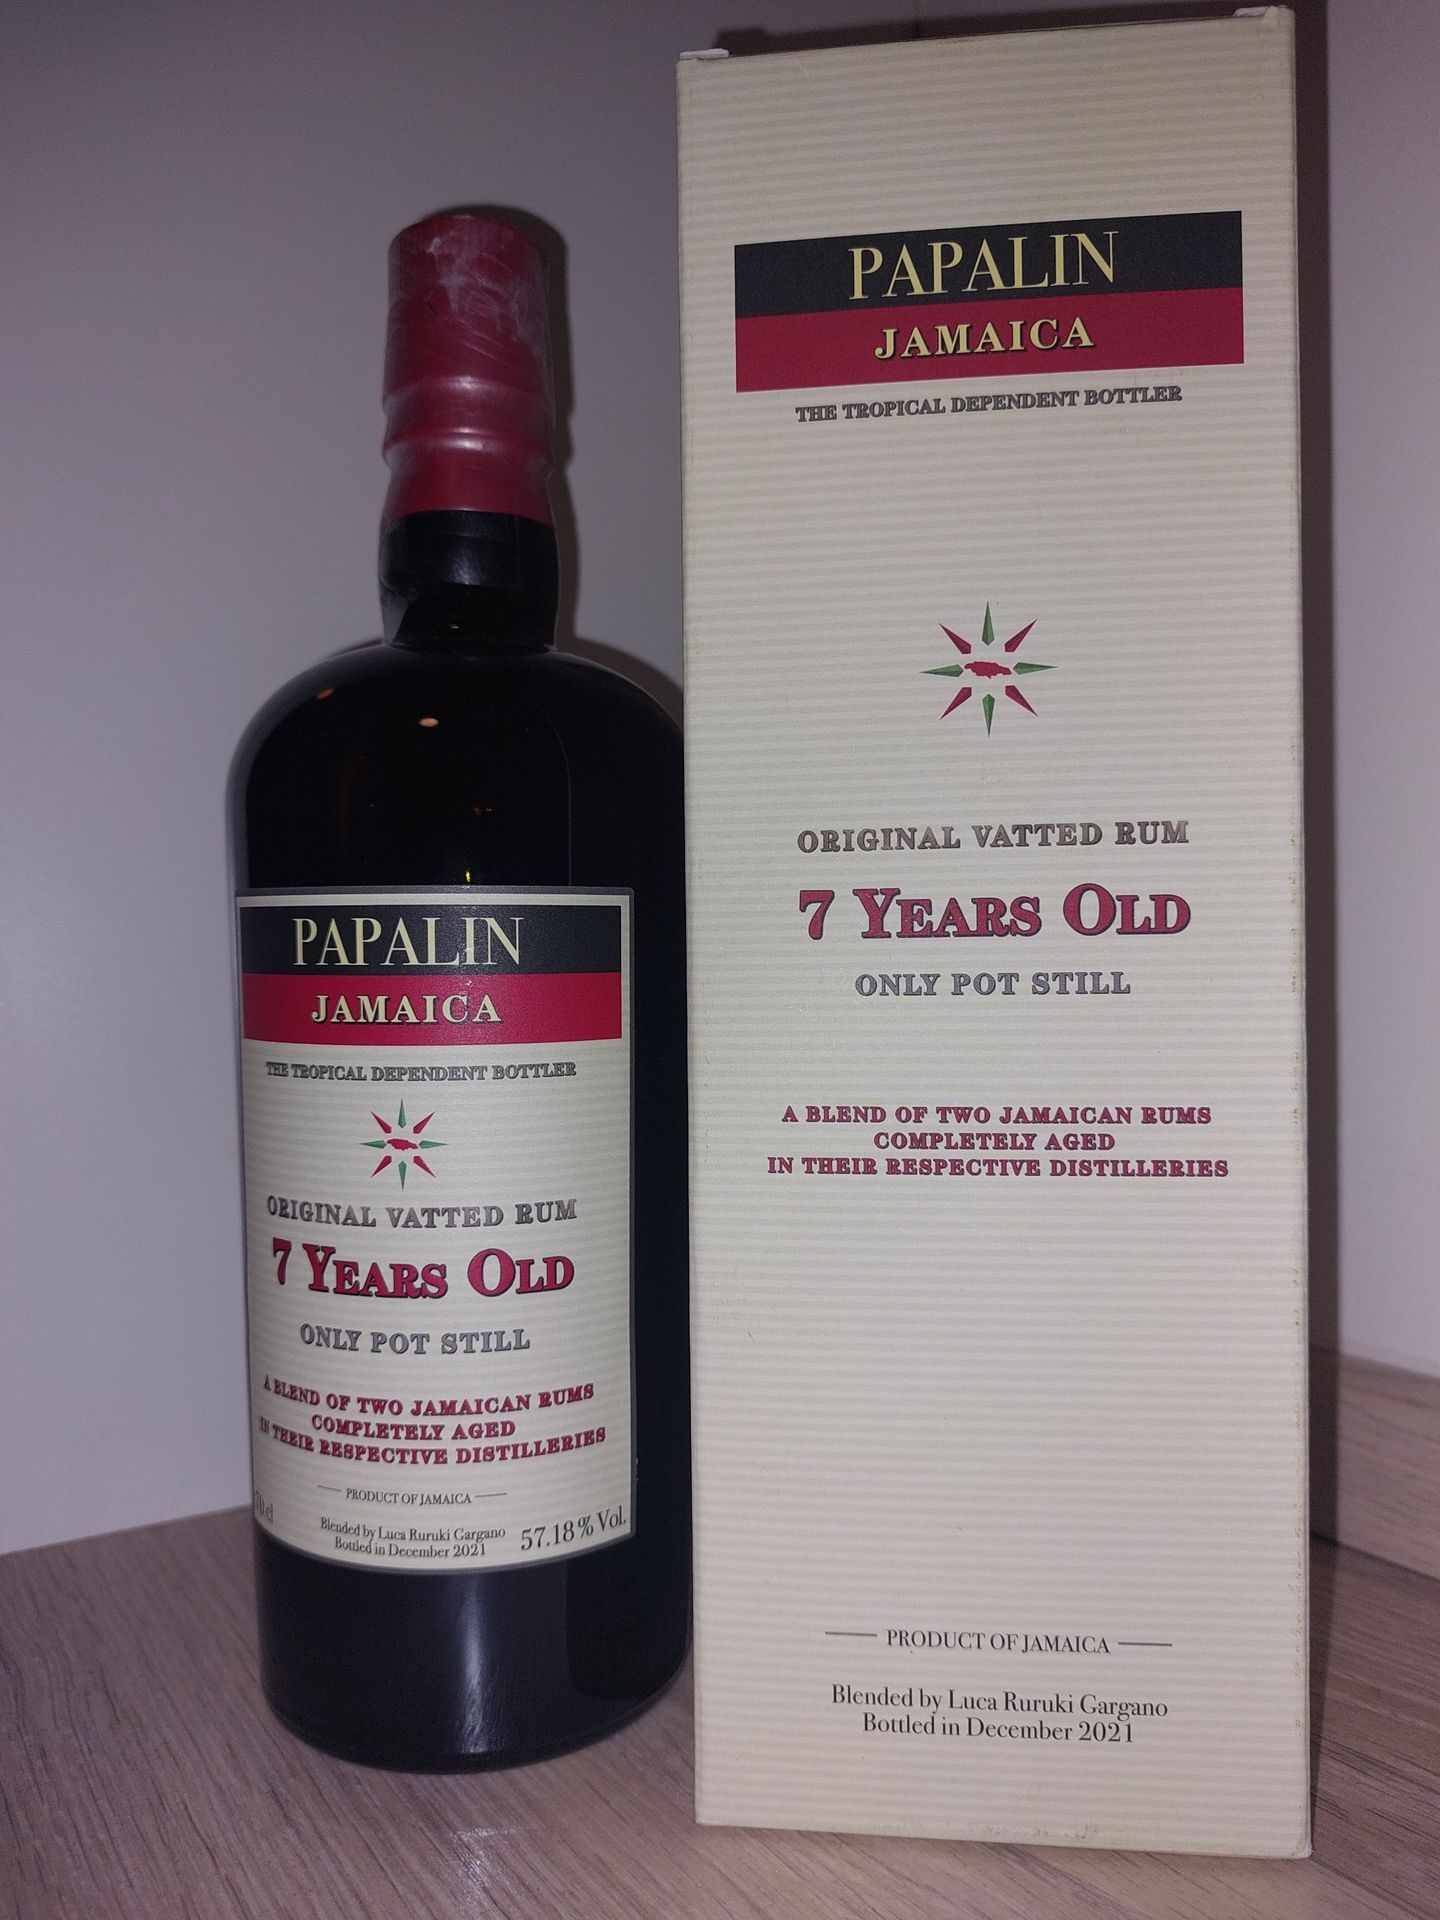 PAPALIN
JAMAICA
THE TROPICAL DEPENDENT BOTTLER
ORIGINAL VATTED RUM
7 YEARS OLD
ONLY POT STILL
A BLEND OF TWO JAMAICAN RUMS
COMPLETELY AGED
IN THEIR RESPECTIVE DISTILLERIES
PRODUCT OF JAMAICA
70 cl
Blended by Luca Ruruki Gargano
Bottled in December 2021
57.18% Vol.
PAPALIN
JAMAICA
THE TROPICAL DEPENDENT BOTTLER
ORIGINAL VATTED RUM
7 YEARS OLD
ONLY POT STILL
A BLEND OF TWO JAMAICAN RUMS
COMPLETELY AGED
IN THEIR RESPECTIVE DISTILLERIES
PRODUCT OF JAMAICA
Blended by Luca Ruruki Gargano
Bottled in December 2021